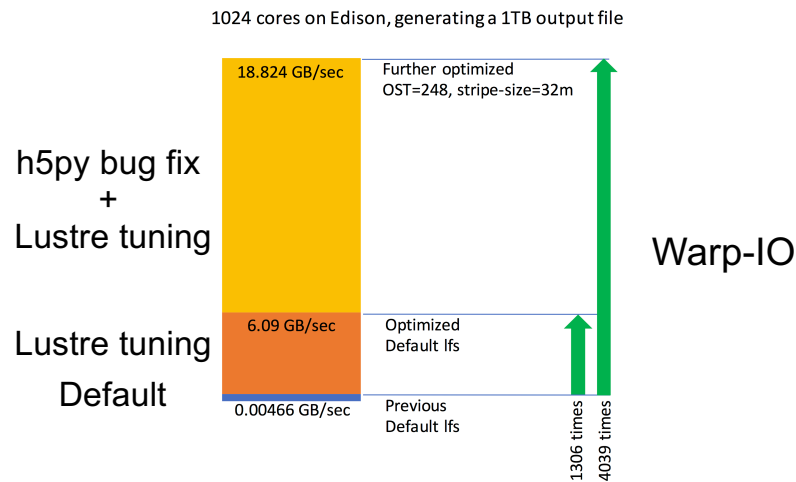 1024 cores on Edison, generating a 1TB output file
18.824 GB/sec
Further optimized
OST=248, stripe-size=32m
h5py bug fix
+
Lustre tuning
Warp-IO
6.09 GB/sec
Optimized
Default lfs
Lustre tuning
Default
0.00466 GB/sec
Previous
Default lfs
1306 times
4039 times